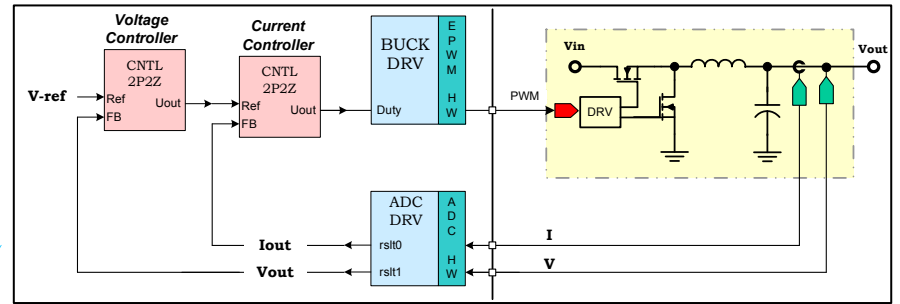 Voltage
Controller
Current
Controller
CNTL
2P2Z
Ref
FB
Uout
V-ref
CNTL
2P2Z
Ref
FB
Uout
BUCK
DRV
Duty
E
P
W
M
H
W
PWM
Vin
Vout
DRV
ADC
DRV
rslt0
rslt1
A
D
C
H
W
Iout
Vout
I
V